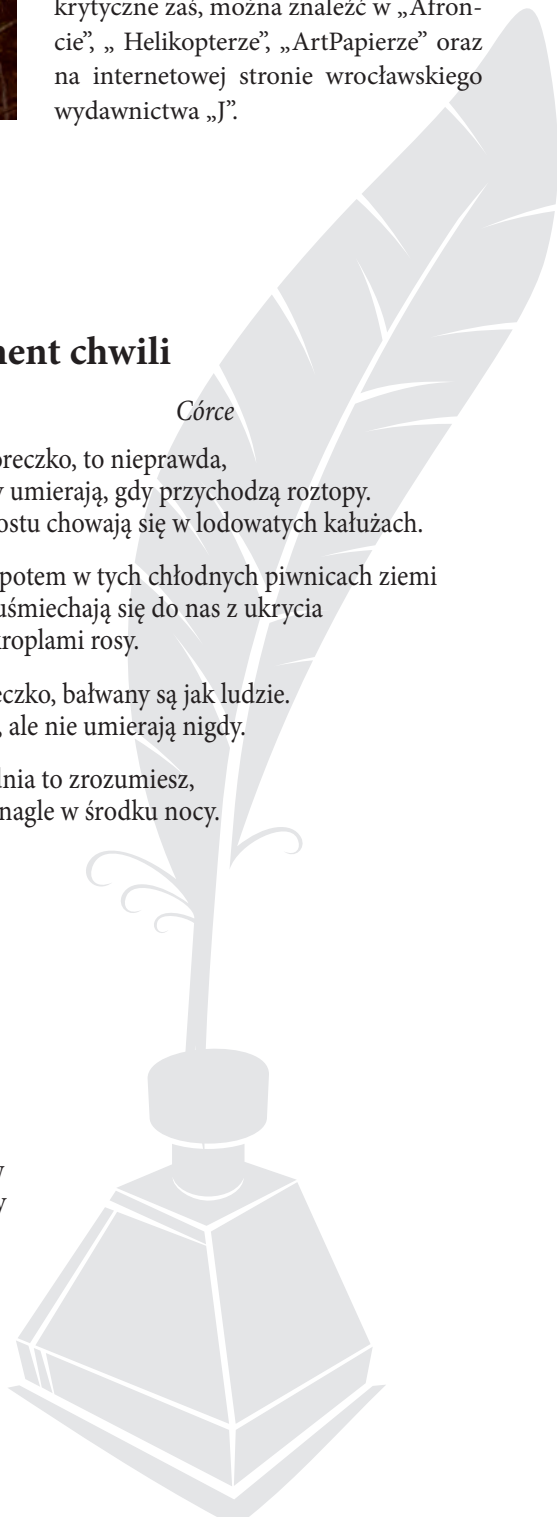 krytyczne zaś, można znaleźć w „Afron-
cie”, „ Helikopterze”, „ArtPapierze” oraz
na internetowej stronie wrocławskiego
wydawnictwa „J”.
ent chwili
Córce
reczko, to nieprawda,
umierają, gdy przychodzą roztopy.
ostu chowają się w lodowatych kałużach.
potem w tych chłodnych piwnicach ziemi
uśmiechają się do nas z ukrycia
kroplami rosy.
eczko, bałwany są jak ludzie.
, ale nie umierają nigdy.
dnia to zrozumiesz,
nagle w środku nocy.
y
y